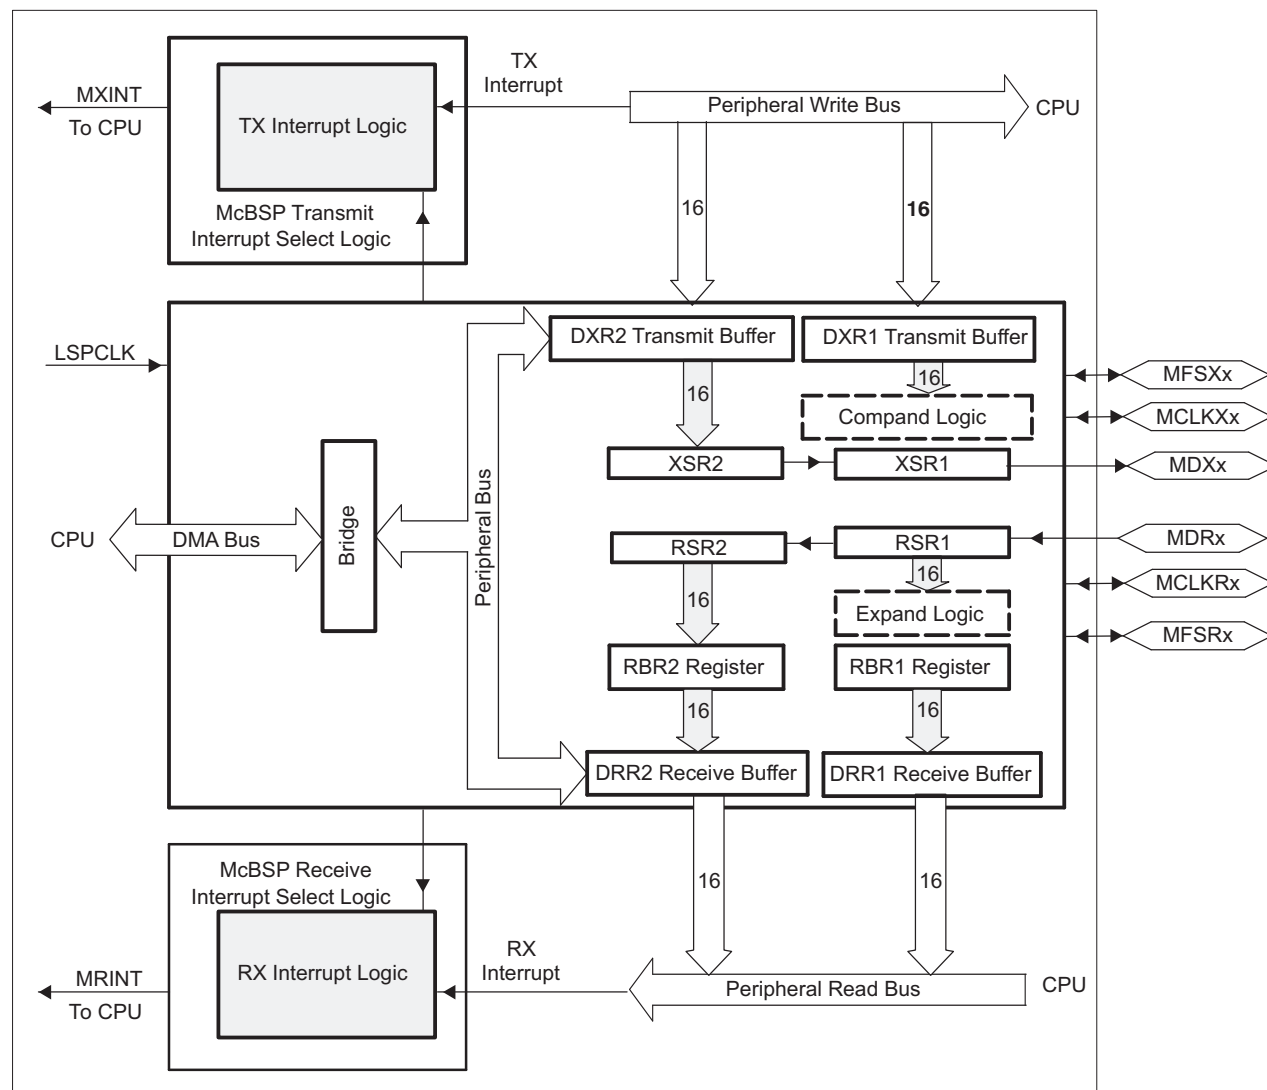 MXINT
To CPU
TX Interrupt Logic
McBSP Transmit
Interrupt Select Logic
TX
Interrupt
Peripheral Write Bus
CPU
16
16
LSPCLK
DXR2 Transmit Buffer
DXR1 Transmit Buffer
16
16
Compand Logic
XSR2
XSR1
MFSXx
MCLKXx
MDXx
CPU
DMA Bus
Bridge
Peripheral Bus
RSR2
RSR1
16
16
Expand Logic
RBR2 Register
RBR1 Register
16
16
DRR2 Receive Buffer
DRR1 Receive Buffer
MDRx
MCLKRx
MFSRx
16
16
McBSP Receive
Interrupt Select Logic
RX Interrupt Logic
MRINT
To CPU
RX
Interrupt
Peripheral Read Bus
CPU